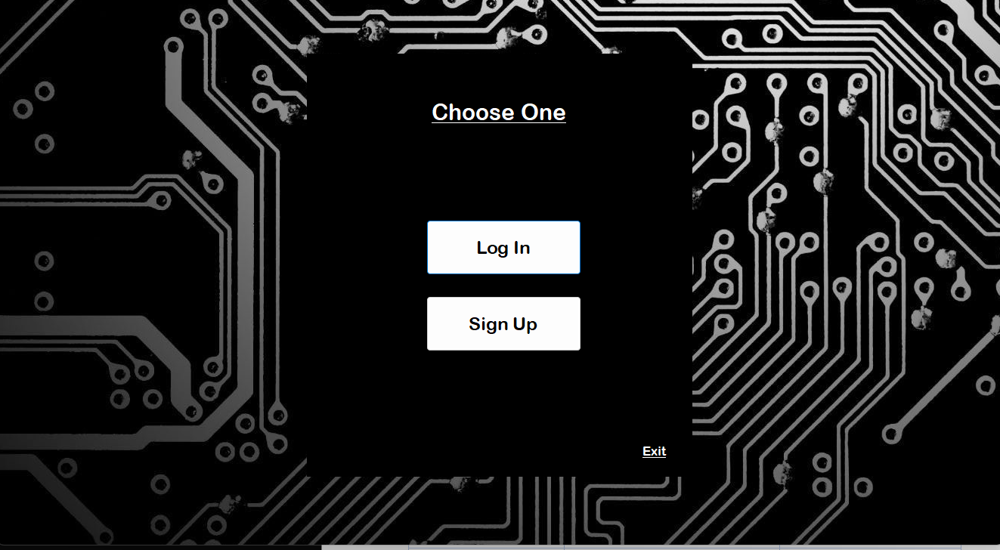 Choose One
Log In
Sign Up
Exit